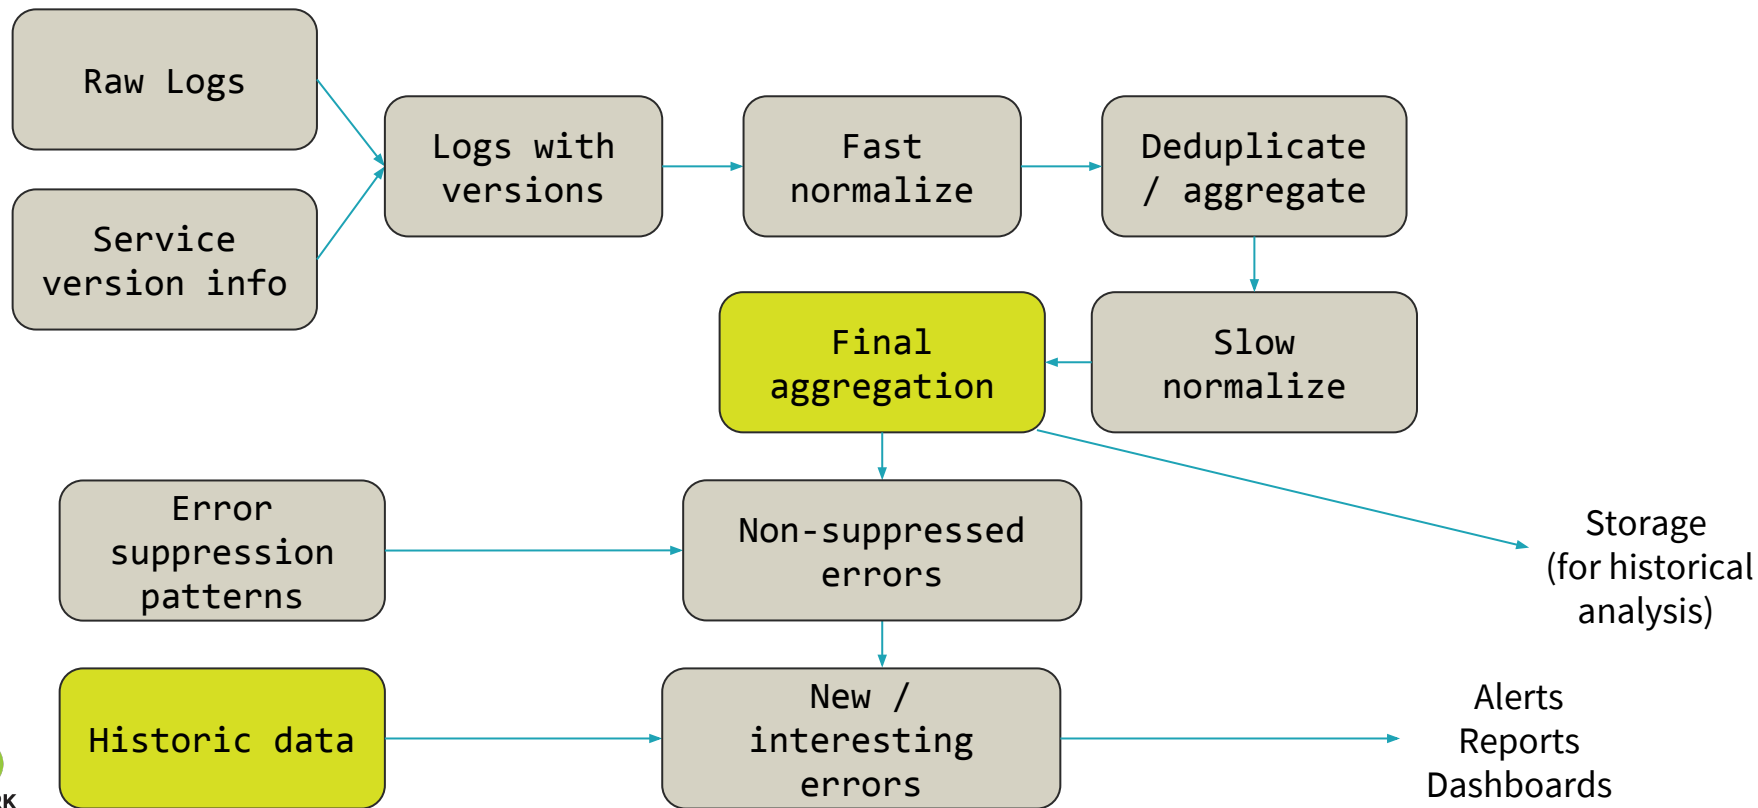 Raw Logs
Service
version info
Logs with
versions
Fast
normalize
Deduplicate
/ aggregate
Final
aggregation
Slow
normalize
Error
suppression
patterns
Non-suppressed
errors
Storage
(for historical
analysis)
Historic data
New /
interesting
errors
Alerts
Reports
Dashboards